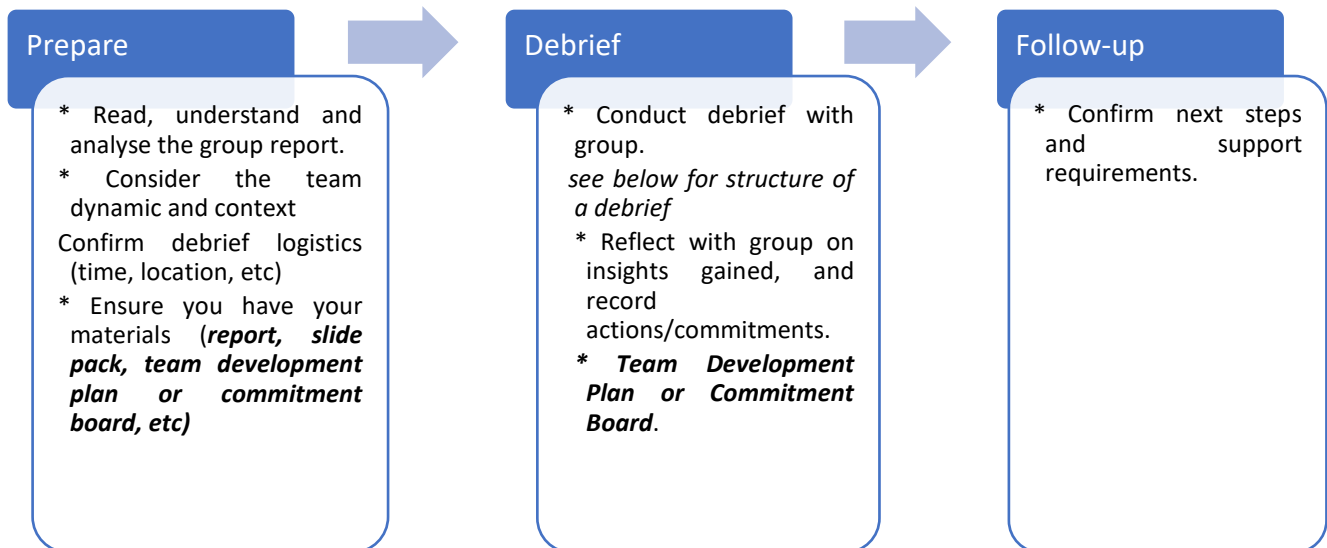 Prepare
* Read, understand and
analyse the group report.
* Consider the team
dynamic and context
Confirm debrief logistics
(time, location, etc)
* Ensure you have your
materials (report, slide
pack, team development
plan or commitment
board, etc)
Debrief
* Conduct debrief with
group.
see below for structure of
a debrief
* Reflect with group on
insights gained, and
record
actions/commitments.
* Team Development
Plan or Commitment
Board.
Follow-up
* Confirm next steps
and support
requirements.